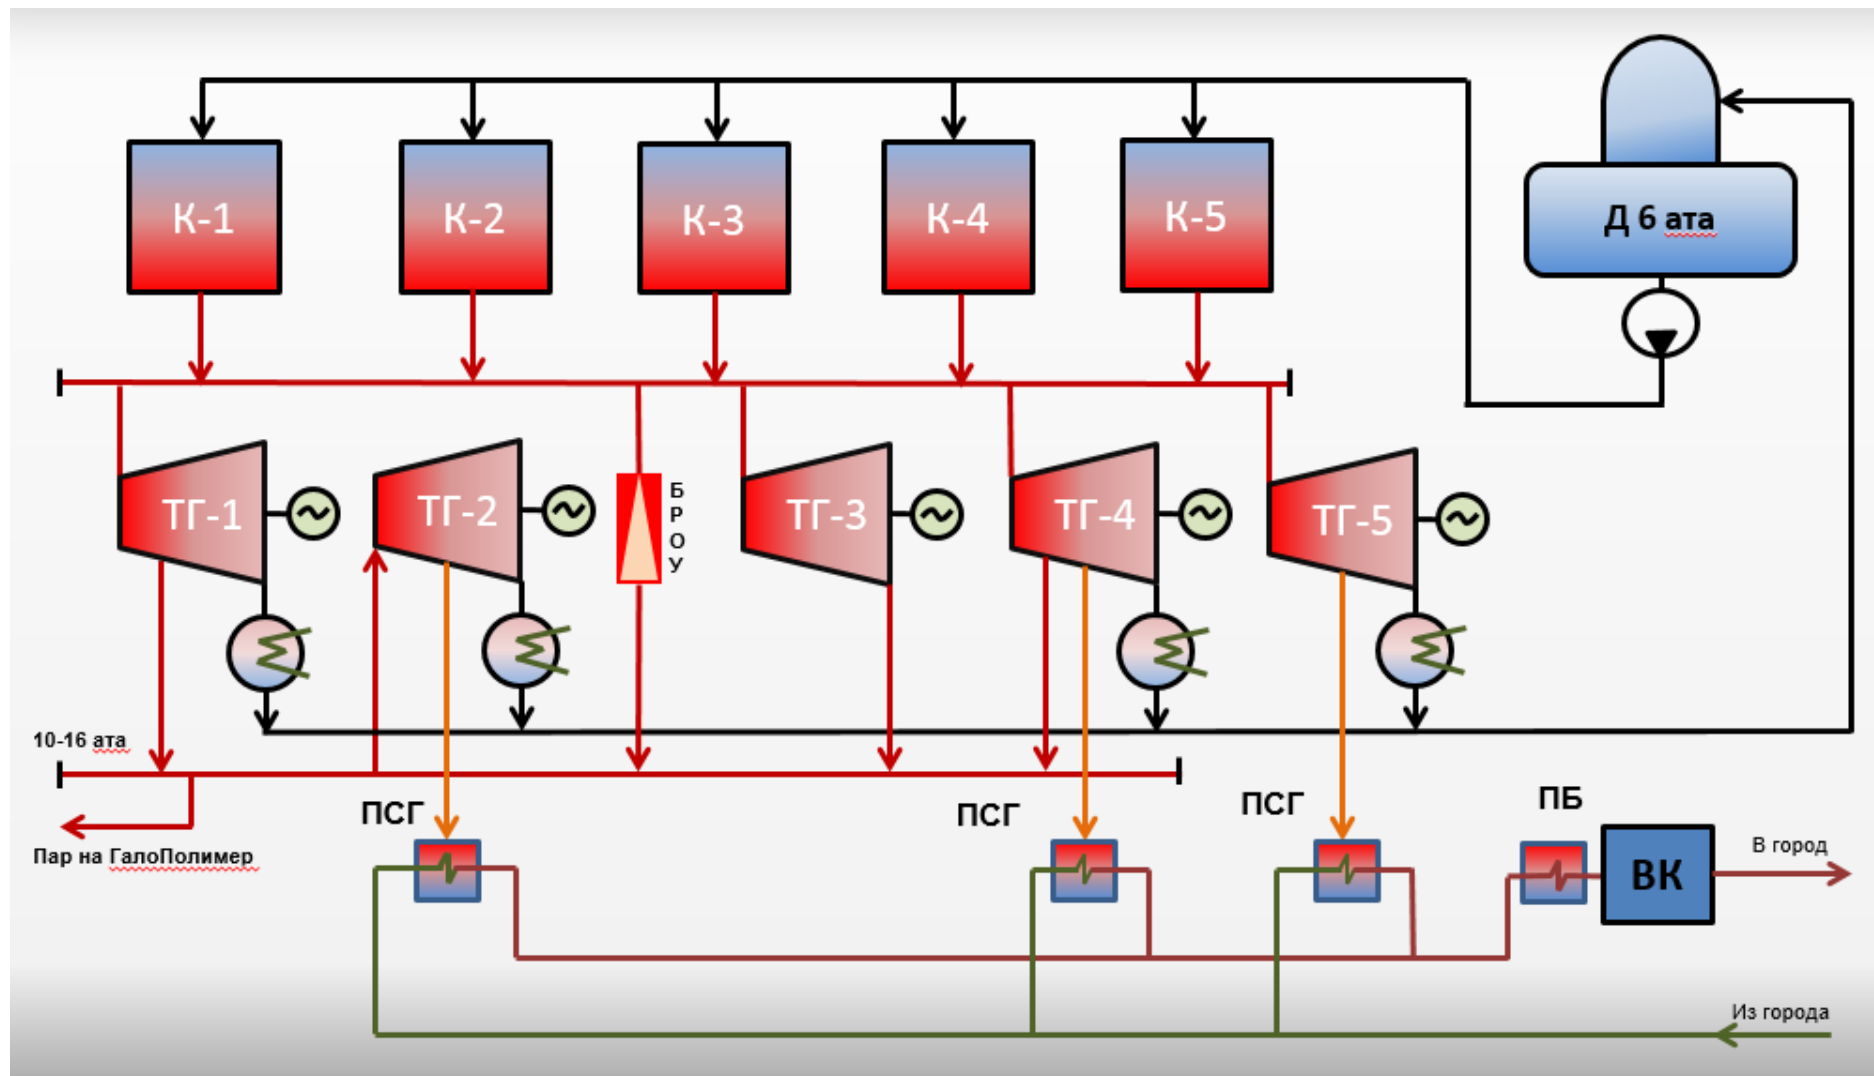 К-1
К-2
К-3
К-4
К-5
Д 6 ата
ТГ-1
ТГ-2
БРОУ
ТГ-3
ТГ-4
ТГ-5
10-16 ата
Пар на ГалоПолимер
ПСГ
ПСГ
ПСГ
ПБ
ВК
В город
Из города